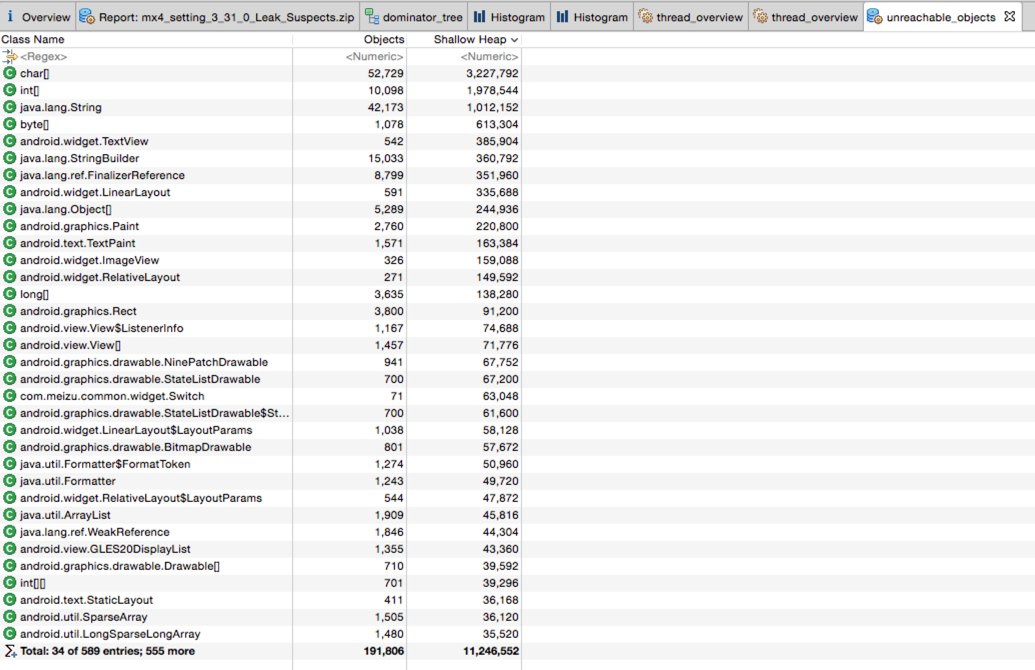 Overview Report: mx4_setting_3_31_0_Leak_Suspects.zip dominator_tree Histogram Histogram thread_overview thread_overview unreachable_objects
Class Name Objects Shallow Heap
<Regex> <Numeric> <Numeric>
char[] 52,729 3,227,792
int[] 10,098 1,978,544
java.lang.String 42,173 1,012,152
byte[] 1,078 613,304
android.widget.TextView 542 385,904
java.lang.StringBuilder 15,033 360,792
java.lang.ref.FinalizerReference 8,799 351,960
android.widget.LinearLayout 591 335,688
java.lang.Object[] 5,289 244,936
android.graphics.Paint 2,760 220,800
android.text.TextPaint 1,571 163,384
android.widget.ImageView 326 159,088
android.widget.RelativeLayout 271 149,592
long[] 3,635 138,280
android.graphics.Rect 3,800 91,200
android.view.View$ListenerInfo 1,167 74,688
android.view.View[] 1,457 71,776
android.graphics.drawable.NinePatchDrawable 941 67,752
android.graphics.drawable.StateListDrawable 700 67,200
com.meizu.common.widget.Switch 71 63,048
android.graphics.drawable.StateListDrawable$St... 700 61,600
android.widget.LinearLayout$LayoutParams 1,038 58,128
android.graphics.drawable.BitmapDrawable 801 57,672
java.util.Formatter$FormatToken 1,274 50,960
java.util.Formatter 1,243 49,720
android.widget.RelativeLayout$LayoutParams 544 47,872
java.util.ArrayList 1,909 45,816
java.lang.ref.WeakReference 1,846 44,304
android.view.GLES20DisplayList 1,355 43,360
android.graphics.drawable.Drawable[] 710 39,592
int[][] 701 39,296
android.text.StaticLayout 411 36,168
android.util.SparseArray 1,505 36,120
android.util.LongSparseLongArray 1,480 35,520
Total: 34 of 589 entries; 555 more 191,806 11,246,552